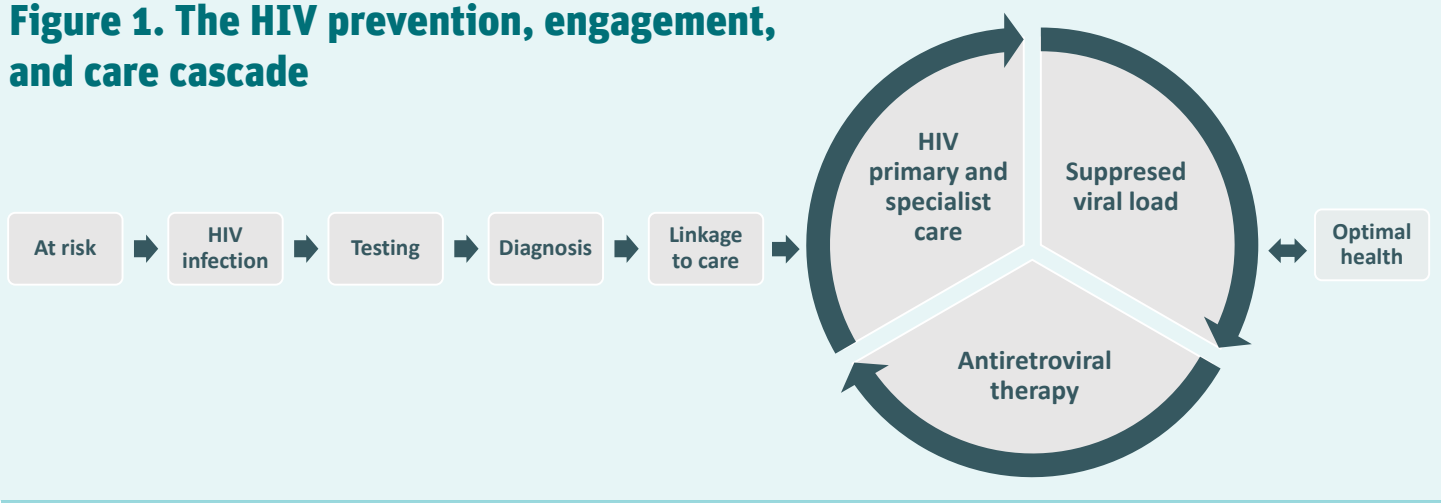 Figure 1. The HIV prevention, engagement,
and care cascade
At risk
HIV
infection
Testing
Diagnosis
Linkage
to care
HIV
primary and
specialist
care
Suppresed
viral load
Antiretroviral
therapy
Optimal
health